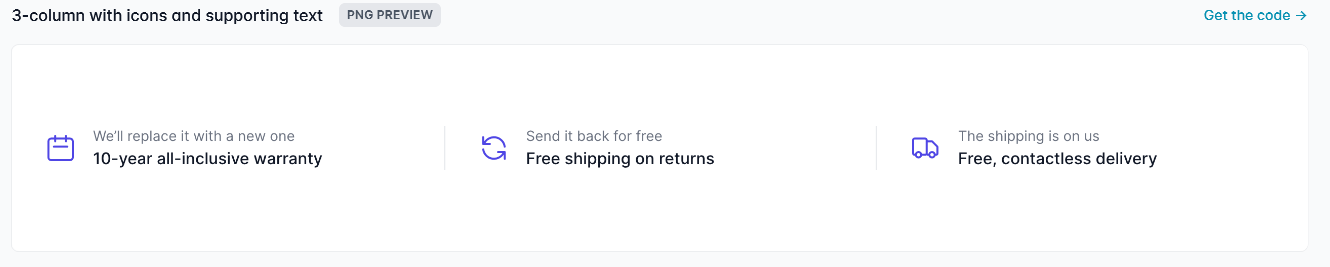 3-column with icons and supporting text
PNG PREVIEW
Get the code →
We'll replace it with a new one
10-year all-inclusive warranty
Send it back for free
Free shipping on returns
The shipping is on us
Free, contactless delivery